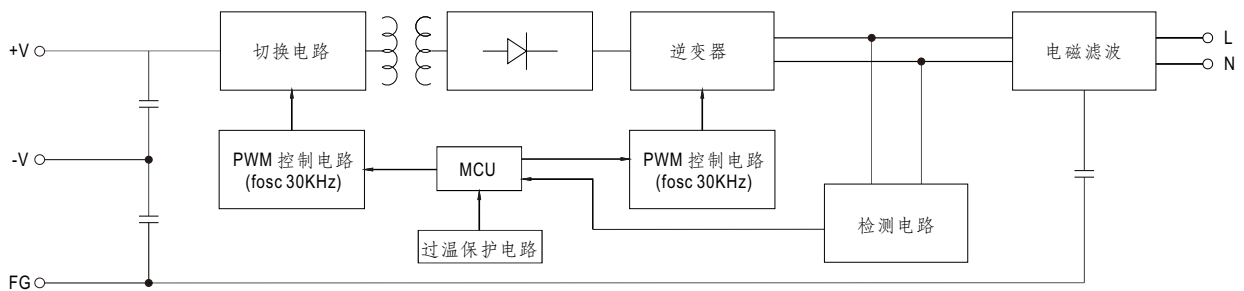 +V
切换电路
逆变器
电磁滤波
L
N
-V
PWM 控制电路
(fosc 30KHz)
MCU
PWM 控制电路
(fosc 30KHz)
检测电路
过温保护电路
FG